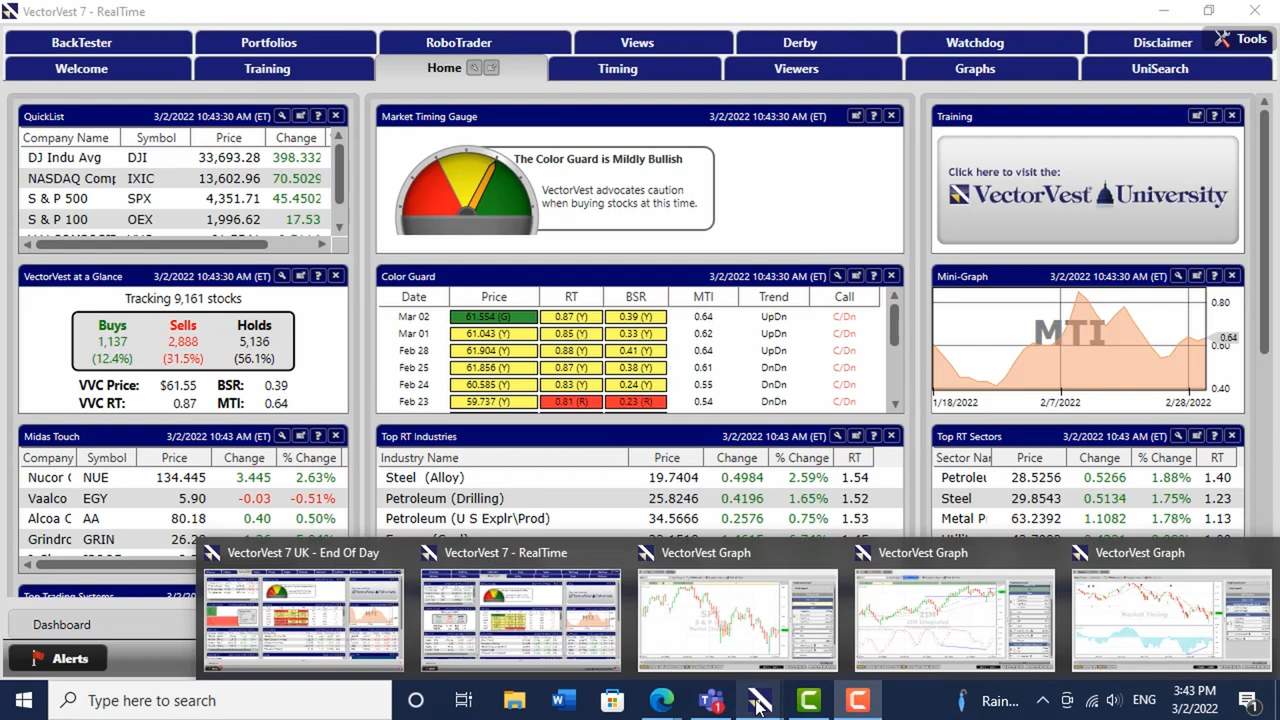 VectorVest 7 - RealTime
BackTester Portfolios RoboTrader Views Derby Watchdog Disclaimer Tools
Welcome Training Home Timing Viewers Graphs UniSearch
QuickList 3/2/2022 10:43:30 AM (ET)
Company Name Symbol Price Change
DJ Indu Avg DJI 33,693.28 398.332
NASDAQ Comp IXIC 13,602.96 70.5029
S & P 500 SPX 4,351.71 45.4502
S & P 100 OEX 1,996.62 17.53
Market Timing Gauge 3/2/2022 10:43:30 AM (ET)
The Color Guard is Mildly Bullish
VectorVest advocates caution
when buying stocks at this time.
Training
Click here to visit the:
VectorVest University
VectorVest at a Glance 3/2/2022 10:43:30 AM (ET)
Tracking 9,161 stocks
Buys Sells Holds
1,137 2,888 5,136
(12.4%) (31.5%) (56.1%)
VVC Price: $61.55 BSR: 0.39
VVC RT: 0.87 MTI: 0.64
Color Guard 3/2/2022 10:43:30 AM (ET)
Date Price RT BSR MTI Trend Call
Mar 02 61.554 (G) 0.87 (Y) 0.39 (Y) 0.64 UpDn C/Dn
Mar 01 61.043 (Y) 0.85 (Y) 0.33 (Y) 0.62 UpDn C/Dn
Feb 28 61.904 (Y) 0.88 (Y) 0.41 (Y) 0.64 UpDn C/Dn
Feb 25 61.856 (Y) 0.87 (Y) 0.38 (Y) 0.61 DnDn C/Dn
Feb 24 60.585 (Y) 0.83 (Y) 0.24 (Y) 0.55 DnDn C/Dn
Feb 23 59.737 (Y) 0.81 (R) 0.23 (R) 0.54 DnDn C/Dn
Mini-Graph 3/2/2022 10:43:30 AM (ET)
MTI
0.80
0.64
0.60
0.40
1/18/2022 2/7/2022 2/28/2022
Midas Touch 3/2/2022 10:43 AM (ET)
Company Symbol Price Change % Change
Nucor C NUE 134.445 3.445 2.63%
Vaalco EGY 5.90 -0.03 -0.51%
Alcoa C AA 80.18 0.40 0.50%
Grindrc GRIN 26.29
Top RT Industries 3/2/2022 10:43 AM (ET)
Industry Name Price Change % Change RT
Steel (Alloy) 19.7404 0.4984 2.59% 1.54
Petroleum (Drilling) 25.8246 0.4196 1.65% 1.52
Petroleum (U S Explr\Prod) 34.5666 0.2576 0.75% 1.53
Top RT Sectors 3/2/2022 10:43 AM (ET)
Sector Nar Price Change % Change RT
Petroleu 28.5256 0.5266 1.88% 1.40
Steel 29.8543 0.5134 1.75% 1.23
Metal P 63.2392 1.1082 1.78% 1.13
Top Trading Systems
VectorVest 7 UK - End Of Day VectorVest 7 - RealTime VectorVest Graph VectorVest Graph VectorVest Graph
Dashboard
Alerts
Type here to search
Rain...
ENG
3:43 PM
3/2/2022